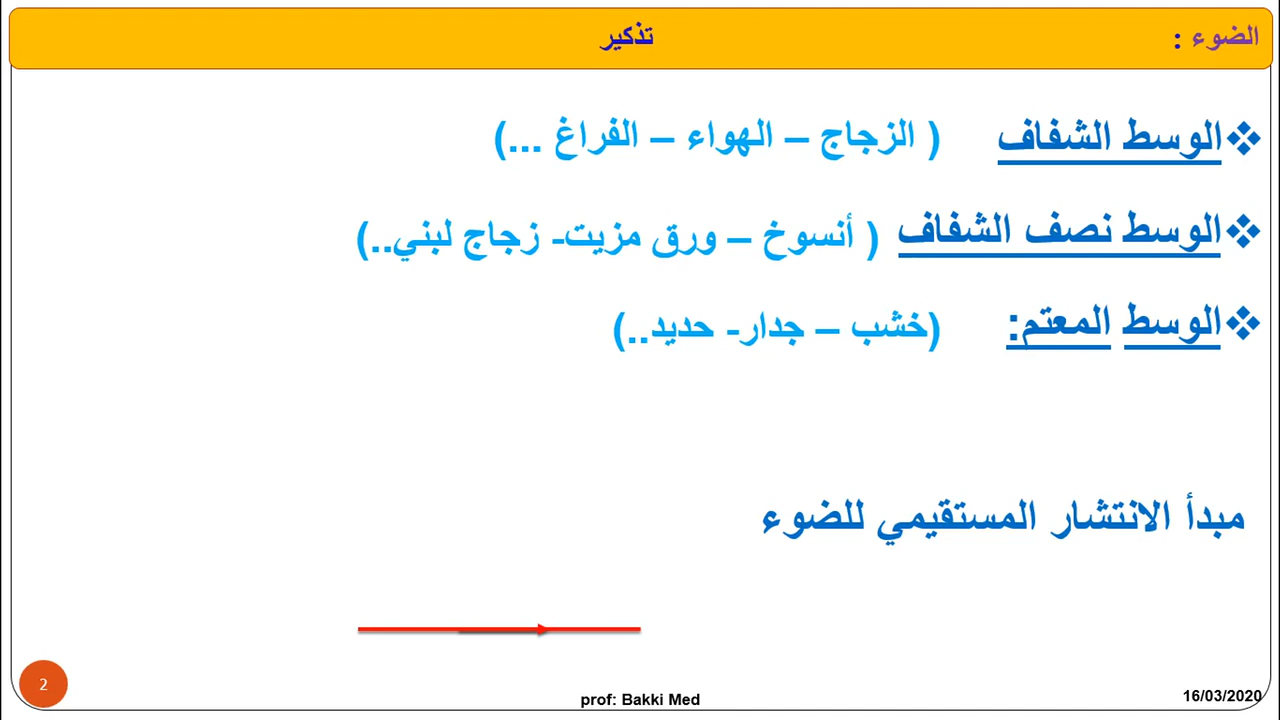 الضوء :
تذكير
❖الوسط الشفاف ( الزجاج – الهواء – الفراغ ...)
❖الوسط نصف الشفاف ( أنسوخ – ورق مزيت- زجاج لبني..)
❖الوسط المعتم: (خشب – جدار- حديد..)
مبدأ الانتشار المستقيمي للضوء
2
prof: Bakki Med
16/03/2020